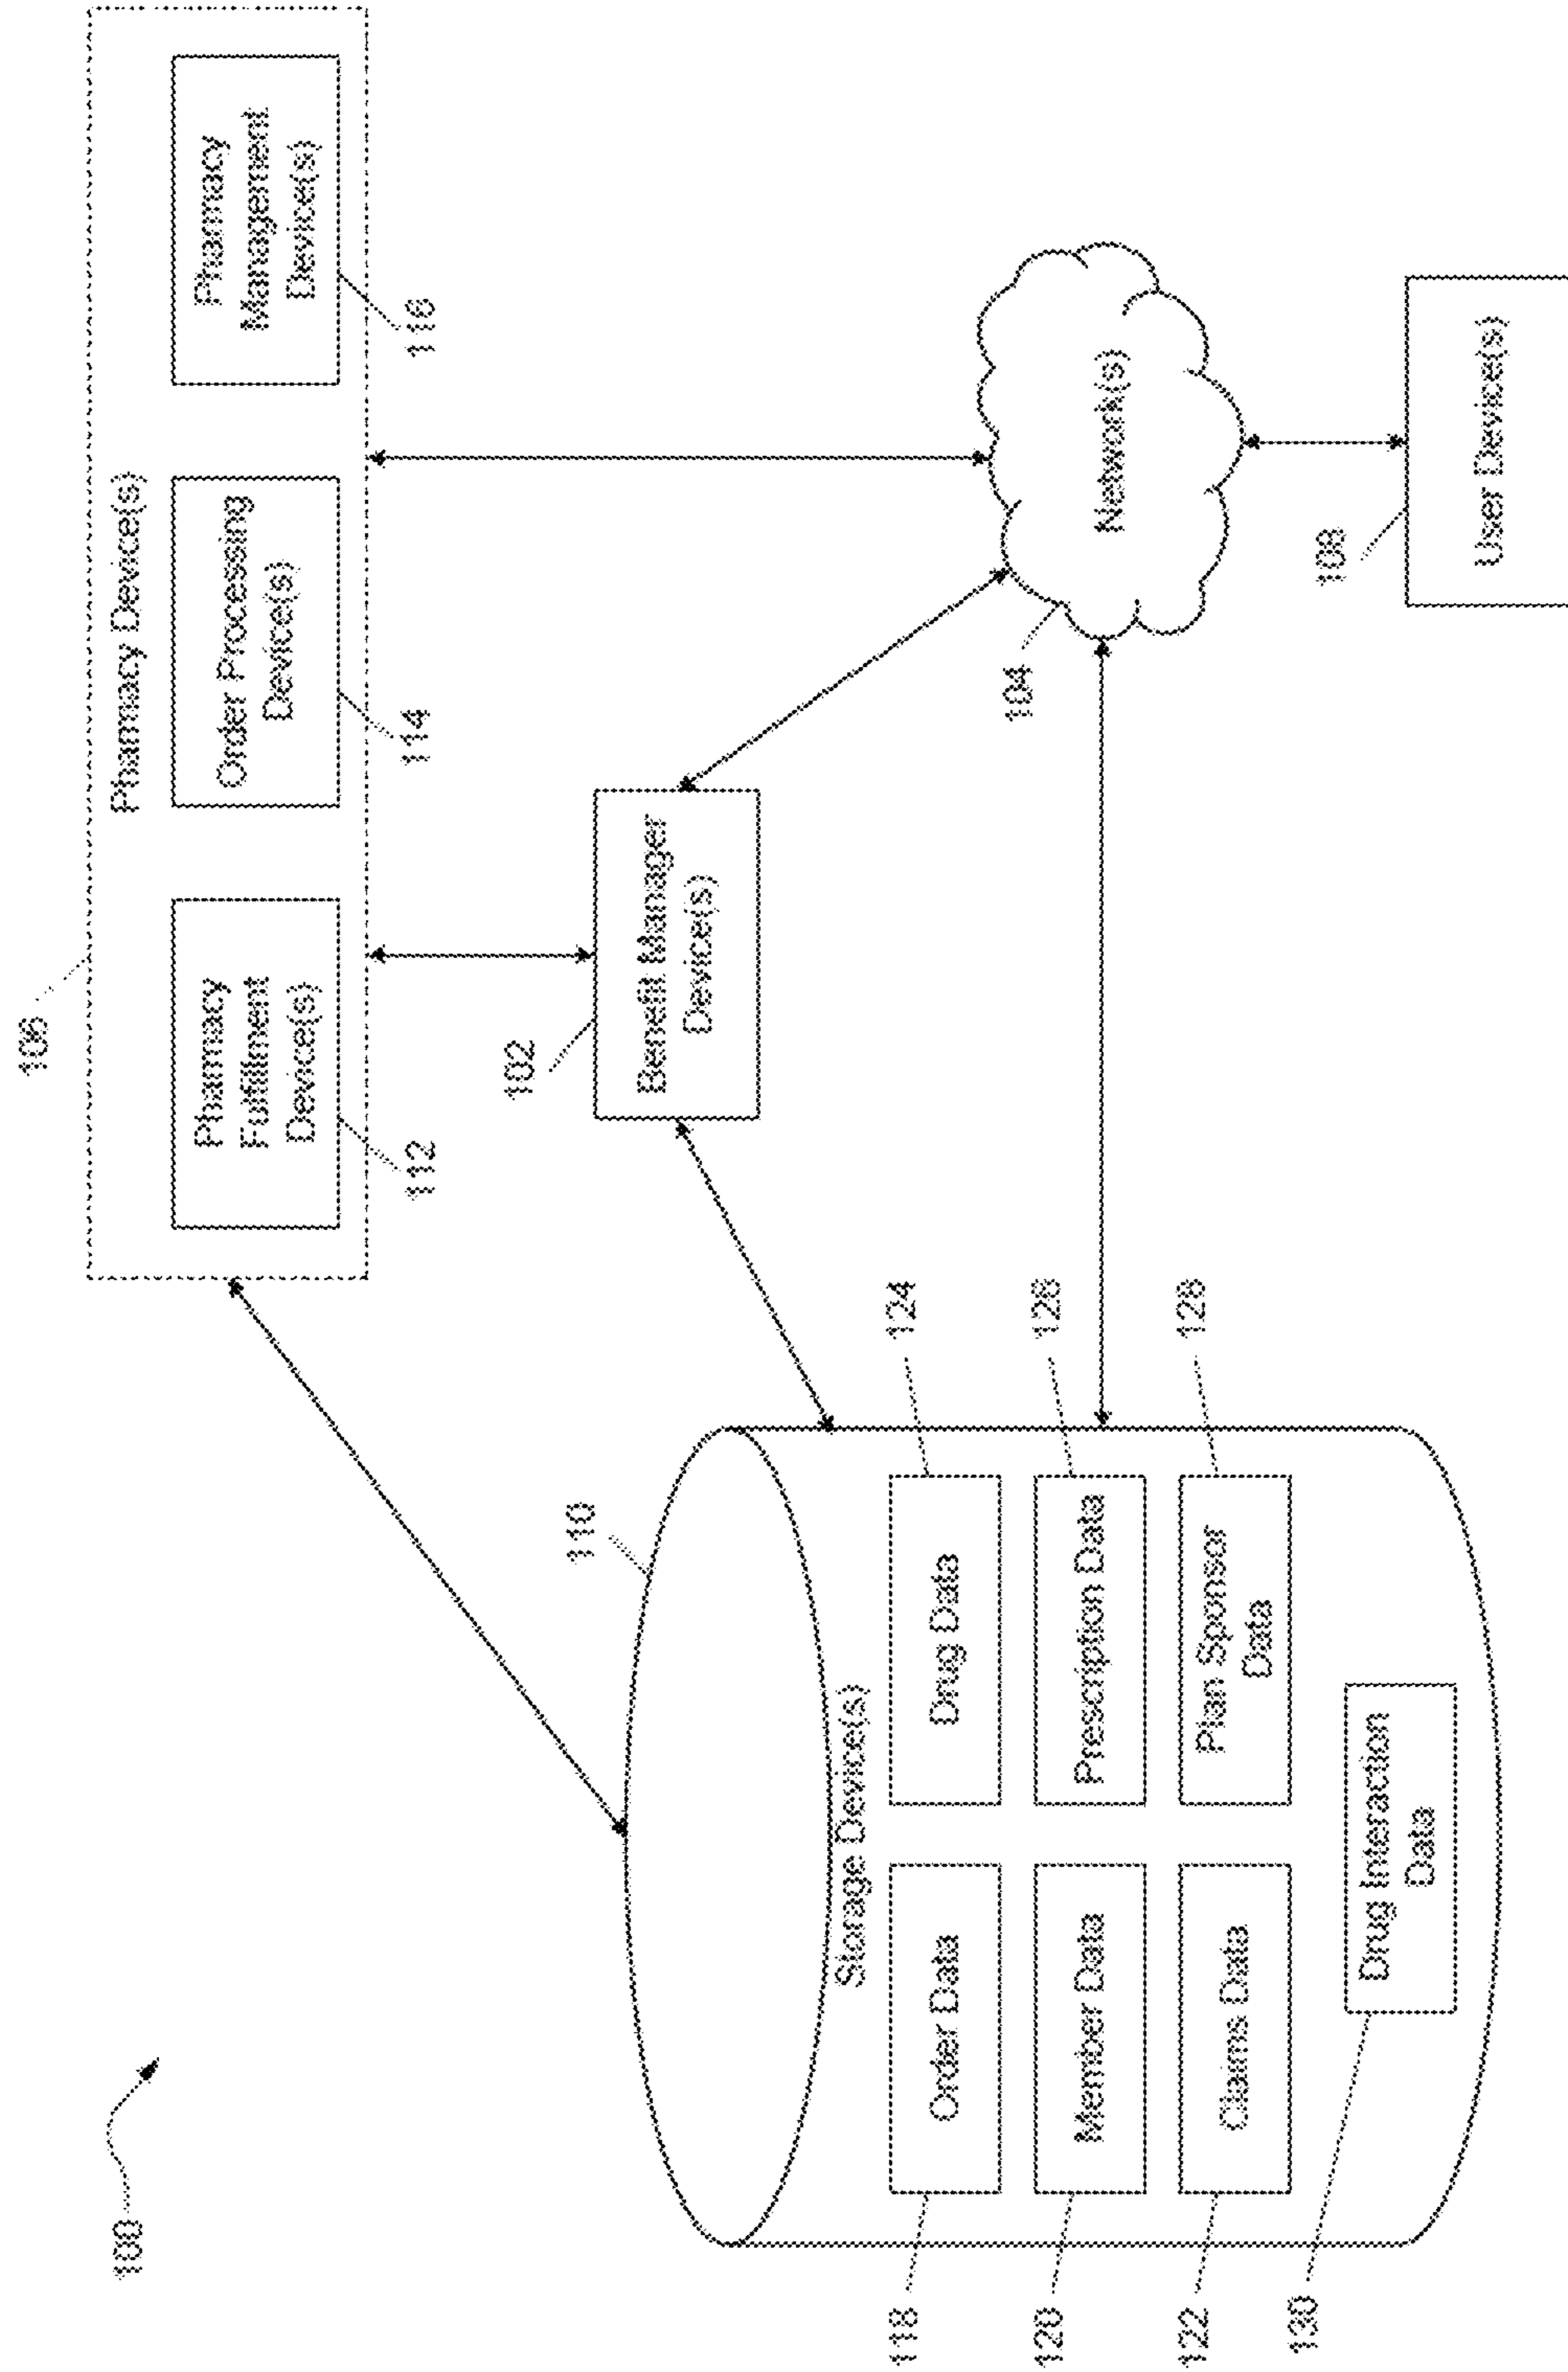 100
106
Phamacy Device(s)
Pharmacy
Fulfillment
Device(s)
Order Processing
Device(s)
Pharmacy
Management
Device(s)
112
114
116
102
Benefit Manager
Device(s)
110
Storage Device(s)
118
Order Data
Drug Data
124
120
Member Data
Prescription Data
126
122
Claims Data
Plan Sponsor
Data
128
130
Drug Interaction
Data
104
Network(s)
108
User Device(s)